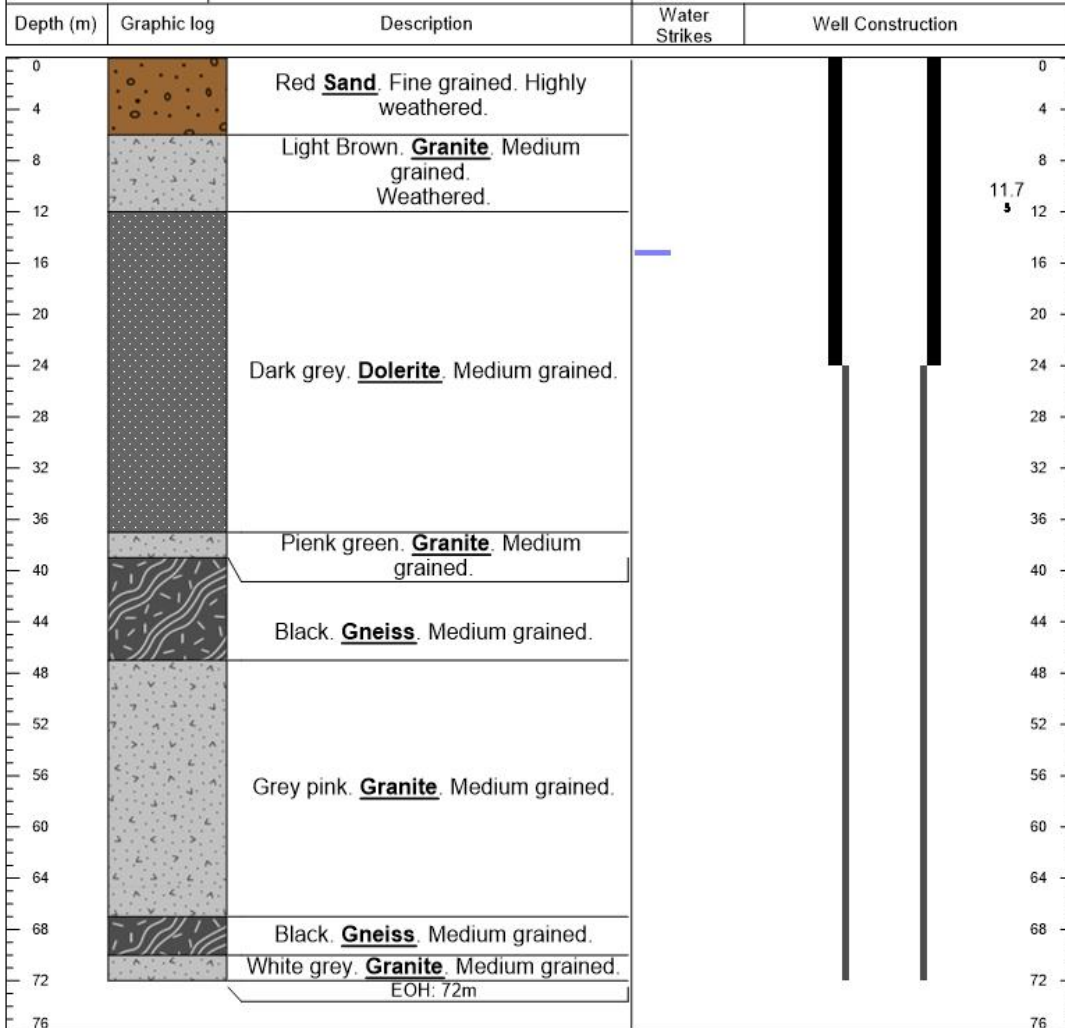 Depth (m) Graphic log Description Water Strikes Well Construction
0 0
Red Sand. Fine grained. Highly
weathered.
4 4
Light Brown. Granite. Medium
grained.
Weathered.
8 8
11.7
12 12
16 16
20 20
Dark grey. Dolerite. Medium grained.
24 24
28 28
32 32
36 36
Pienk green. Granite. Medium
grained.
40 40
Black. Gneiss. Medium grained.
44 44
48 48
52 52
Grey pink. Granite. Medium grained.
56 56
60 60
64 64
68 68
Black. Gneiss. Medium grained.
White grey. Granite. Medium grained.
72 72
EOH: 72m
76 76